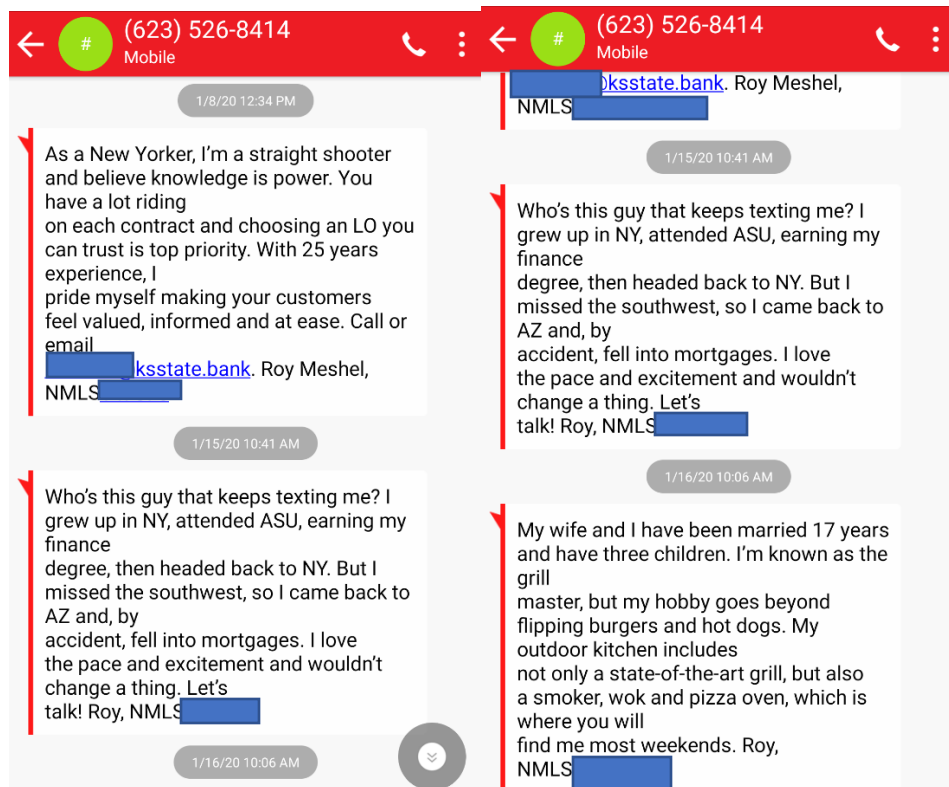 (623) 526-8414
Mobile
1/8/20 12:34 PM
As a New Yorker, I’m a straight shooter
and believe knowledge is power. You
have a lot riding
on each contract and choosing an LO you
can trust is top priority. With 25 years
experience, I
pride myself making your customers
feel valued, informed and at ease. Call or
email
ksstate.bank. Roy Meshel,
NMLS
1/15/20 10:41 AM
Who’s this guy that keeps texting me? I
grew up in NY, attended ASU, earning my
finance
degree, then headed back to NY. But I
missed the southwest, so I came back to
AZ and, by
accident, fell into mortgages. I love
the pace and excitement and wouldn’t
change a thing. Let’s
talk! Roy, NMLS
1/16/20 10:06 AM
(623) 526-8414
Mobile
ksstate.bank. Roy Meshel,
NMLS
1/15/20 10:41 AM
Who’s this guy that keeps texting me? I
grew up in NY, attended ASU, earning my
finance
degree, then headed back to NY. But I
missed the southwest, so I came back to
AZ and, by
accident, fell into mortgages. I love
the pace and excitement and wouldn’t
change a thing. Let’s
talk! Roy, NMLS
1/16/20 10:06 AM
My wife and I have been married 17 years
and have three children. I’m known as the
grill
master, but my hobby goes beyond
flipping burgers and hot dogs. My
outdoor kitchen includes
not only a state-of-the-art grill, but also
a smoker, wok and pizza oven, which is
where you will
find me most weekends. Roy,
NMLS